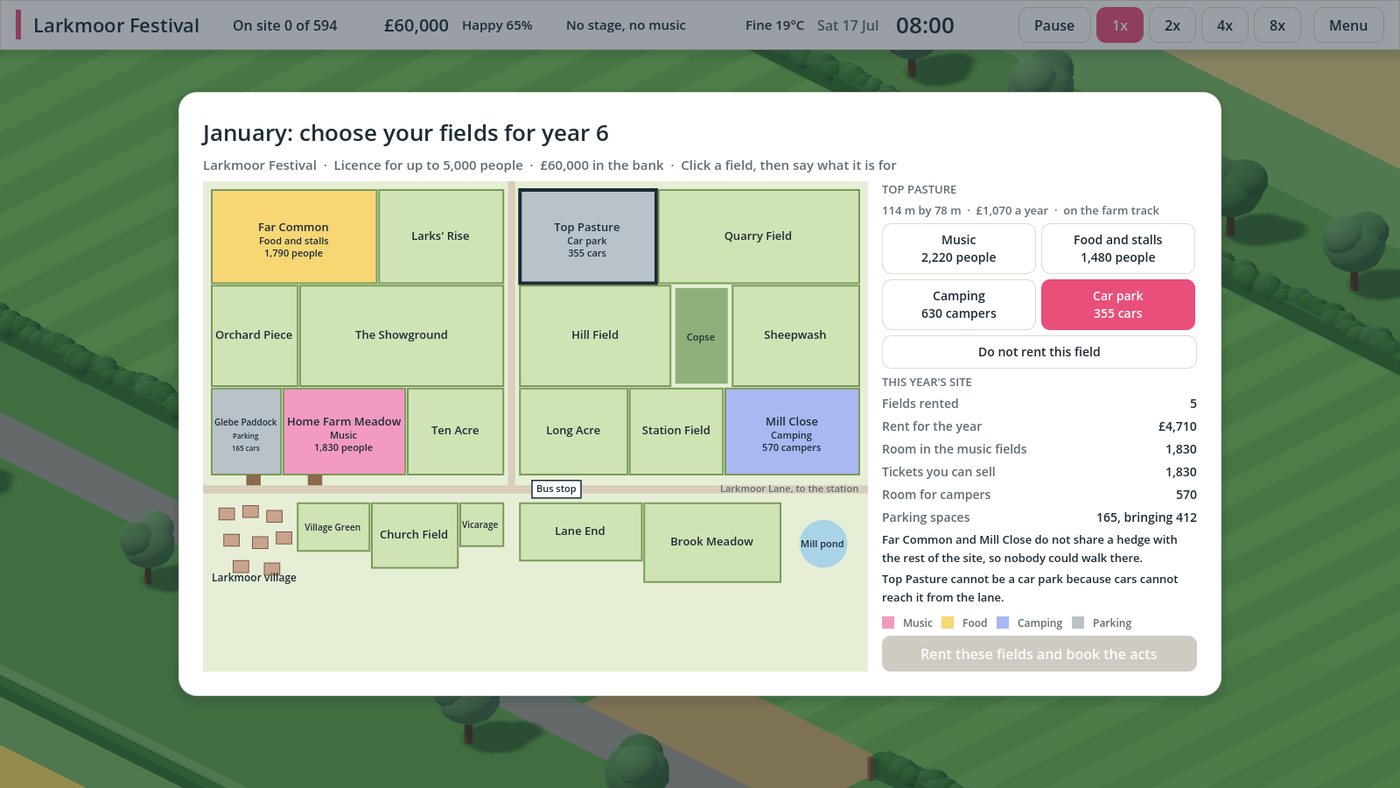 Larkmoor Festival
On site 0 of 594
£60,000
Happy 65%
No stage, no music
Fine 19°C
Sat 17 Jul
08:00
Pause
1x
2x
4x
8x
Menu
January: choose your fields for year 6
Larkmoor Festival · Licence for up to 5,000 people · £60,000 in the bank · Click a field, then say what it is for
Far Common
Food and stalls
1,790 people
Larks' Rise
Top Pasture
Car park
355 cars
Quarry Field
Orchard Piece
The Showground
Hill Field
Copse
Sheepwash
Glebe Paddock
Parking
165 cars
Home Farm Meadow
Music
1,830 people
Ten Acre
Long Acre
Station Field
Mill Close
Camping
570 campers
Bus stop
Larkmoor Lane, to the station
Village Green
Church Field
Vicarage
Lane End
Brook Meadow
Mill pond
Larkmoor village
TOP PASTURE
114 m by 78 m · £1,070 a year · on the farm track
Music
2,220 people
Food and stalls
1,480 people
Camping
630 campers
Car park
355 cars
Do not rent this field
THIS YEAR'S SITE
Fields rented 5
Rent for the year £4,710
Room in the music fields 1,830
Tickets you can sell 1,830
Room for campers 570
Parking spaces 165, bringing 412
Far Common and Mill Close do not share a hedge with
the rest of the site, so nobody could walk there.
Top Pasture cannot be a car park because cars cannot
reach it from the lane.
Music
Food
Camping
Parking
Rent these fields and book the acts